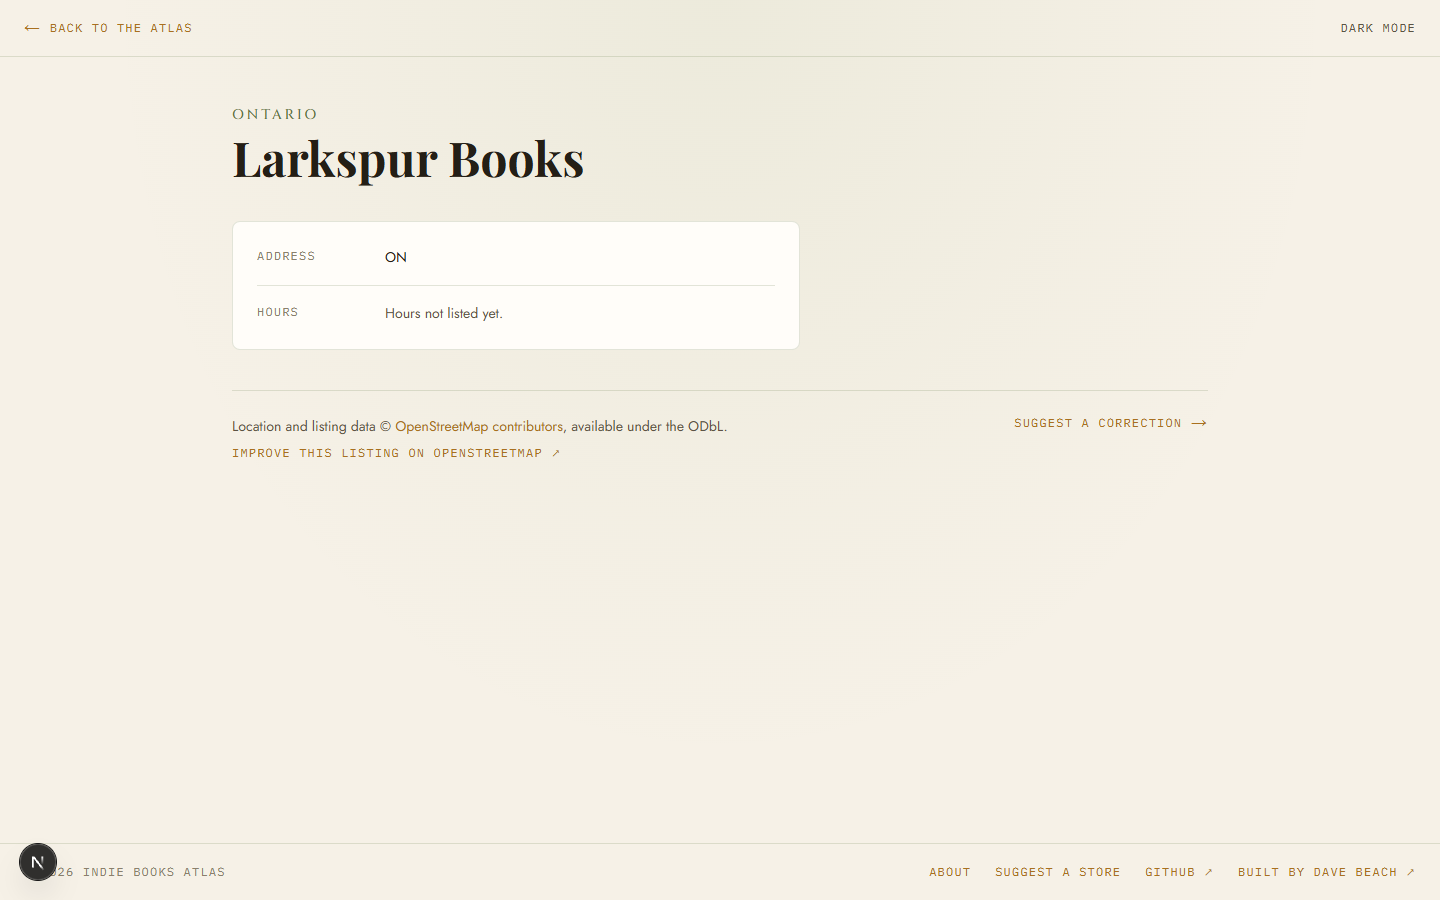 ← BACK TO THE ATLAS
DARK MODE
ONTARIO
Larkspur Books
ADDRESS ON
HOURS Hours not listed yet.
Location and listing data © OpenStreetMap contributors, available under the ODbL.
SUGGEST A CORRECTION →
IMPROVE THIS LISTING ON OPENSTREETMAP ↗
N
26 INDIE BOOKS ATLAS
ABOUT SUGGEST A STORE GITHUB ↗ BUILT BY DAVE BEACH ↗